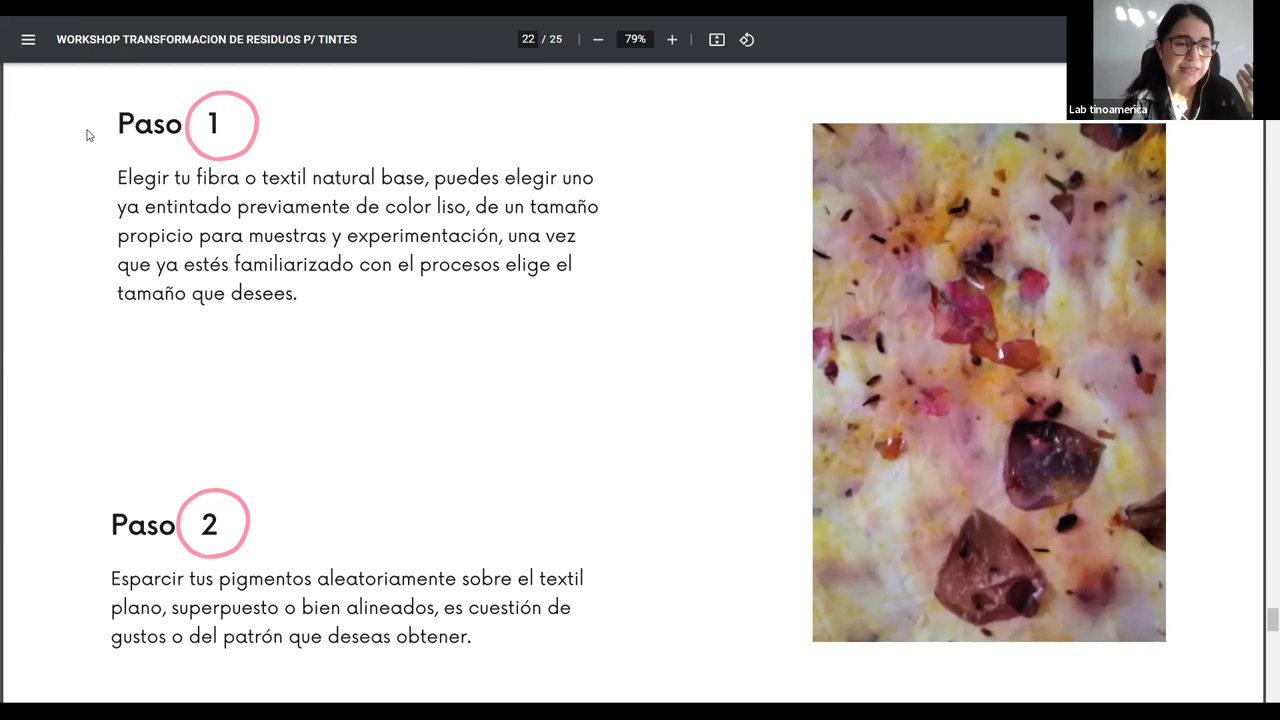 WORKSHOP TRANSFORMACION DE RESIDUOS P/ TINTES
22 / 25
79%
Lab tinoamerica
Paso 1
Elegir tu fibra o textil natural base, puedes elegir uno
ya entintado previamente de color liso, de un tamaño
propicio para muestras y experimentación, una vez
que ya estés familiarizado con el procesos elige el
tamaño que desees.
Paso 2
Esparcir tus pigmentos aleatoriamente sobre el textil
plano, superpuesto o bien alineados, es cuestión de
gustos o del patrón que deseas obtener.